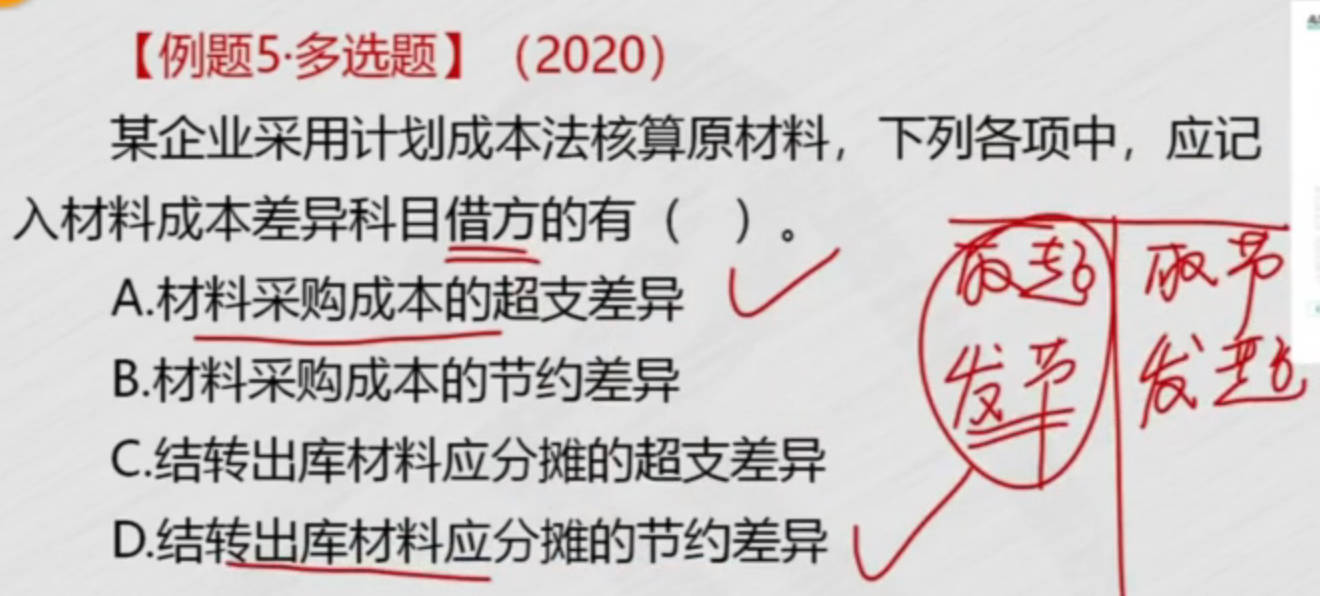 【例题5·多选题】（2020）
某企业采用计划成本法核算原材料，下列各项中，应记
入材料成本差异科目借方的有（　）。
A.材料采购成本的超支差异
B.材料采购成本的节约差异
C.结转出库材料应分摊的超支差异
D.结转出库材料应分摊的节约差异
收超 收节
发节 发超